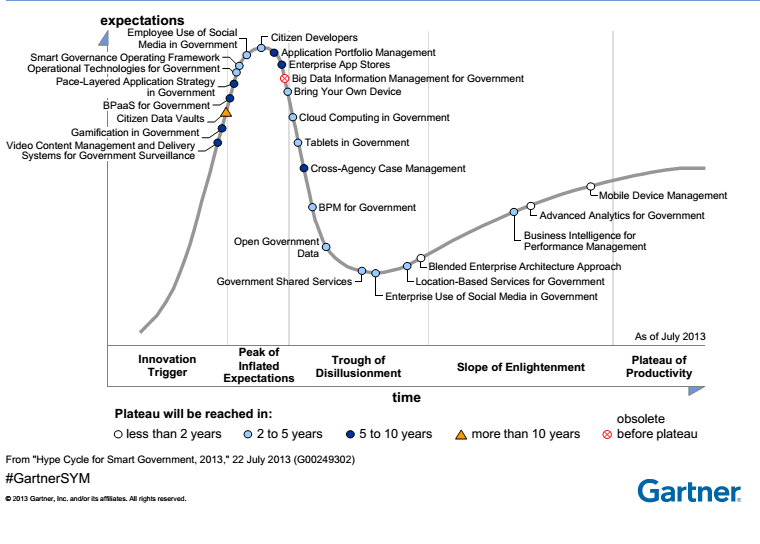 expectations
Employee Use of Social
Media in Government
Smart Governance Operating Framework
Operational Technologies for Government
Pace-Layered Application Strategy
in Government
BPaaS for Government
Citizen Data Vaults
Gamification in Government
Video Content Management and Delivery
Systems for Government Surveillance
Citizen Developers
Application Portfolio Management
Enterprise App Stores
Big Data Information Management for Government
Bring Your Own Device
Cloud Computing in Government
Tablets in Government
Cross-Agency Case Management
BPM for Government
Open Government
Data
Government Shared Services
Enterprise Use of Social Media in Government
Location-Based Services for Government
Blended Enterprise Architecture Approach
Business Intelligence for
Performance Management
Advanced Analytics for Government
Mobile Device Management
As of July 2013
Innovation
Trigger
Peak of
Inflated
Expectations
Trough of
Disillusionment
Slope of Enlightenment
Plateau of
Productivity
time
Plateau will be reached in:
less than 2 years
2 to 5 years
5 to 10 years
more than 10 years
obsolete
before plateau
From "Hype Cycle for Smart Government, 2013," 22 July 2013 (G00249302)
#GartnerSYM
© 2013 Gartner, Inc. and/or its affiliates. All rights reserved.
Gartner